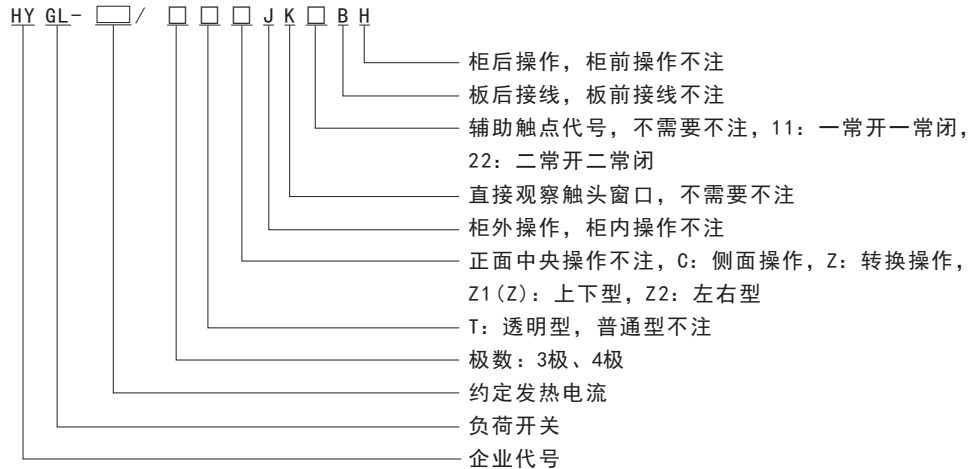 HY GL-□/ □ □ □ J K □ B H
柜后操作，柜前操作不注
板后接线，板前接线不注
辅助触点代号，不需要不注，11：一常开一常闭，
22：二常开二常闭
直接观察触头窗口，不需要不注
柜外操作，柜内操作不注
正面中央操作不注，C：侧面操作，Z：转换操作，
Z1(Z)：上下型，Z2：左右型
T：透明型，普通型不注
极数：3极、4极
约定发热电流
负荷开关
企业代号